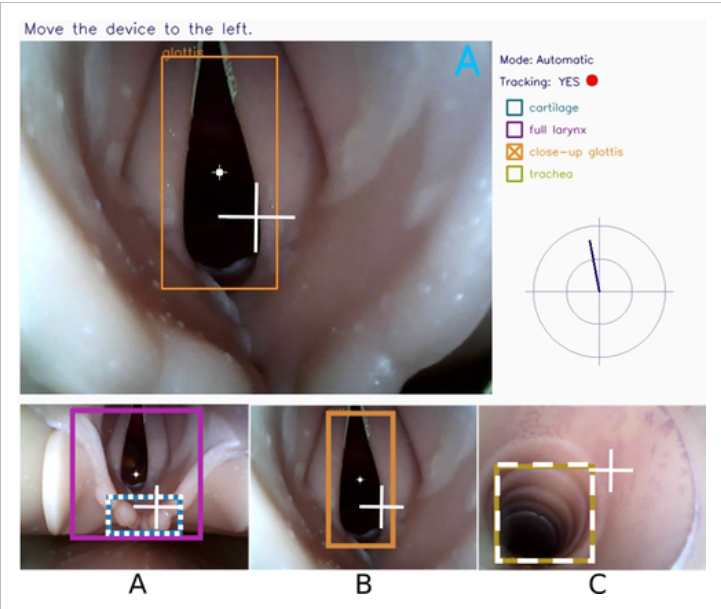 Move the device to the left.
glottis
A
Mode: Automatic
Tracking: YES
cartilage
full larynx
close-up glottis
trachea
A
B
C